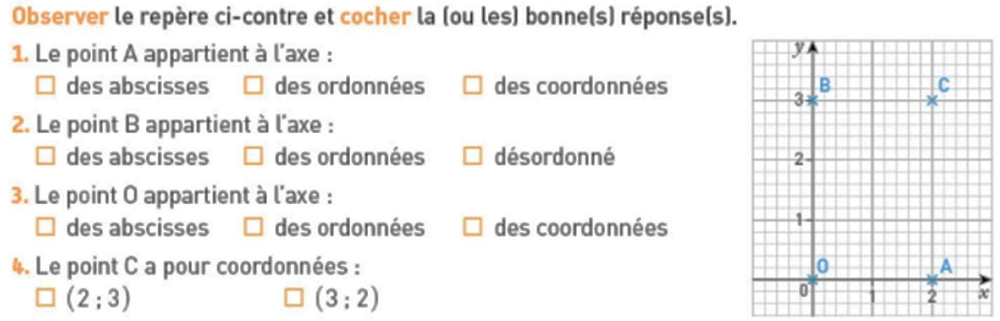 Observer le repère ci-contre et cocher la (ou les) bonne(s) réponse(s).
1. Le point A appartient à l'axe :
☐ des abscisses ☐ des ordonnées ☐ des coordonnées
2. Le point B appartient à l'axe :
☐ des abscisses ☐ des ordonnées ☐ désordonné
3. Le point O appartient à l'axe :
☐ des abscisses ☐ des ordonnées ☐ des coordonnées
4. Le point C a pour coordonnées :
☐ (2 ; 3) ☐ (3 ; 2)
y
B C
3
2
1
O A
0 1 2 x